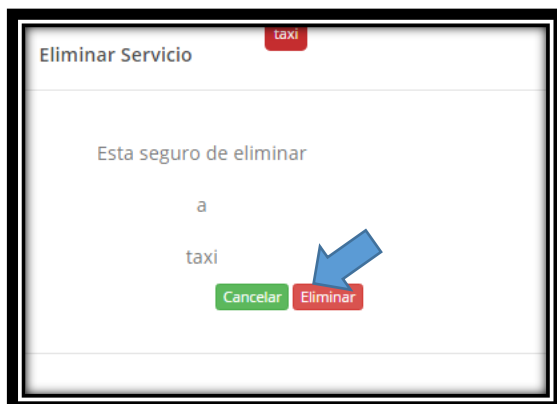 taxi
Eliminar Servicio
Esta seguro de eliminar
a
taxi
Cancelar Eliminar